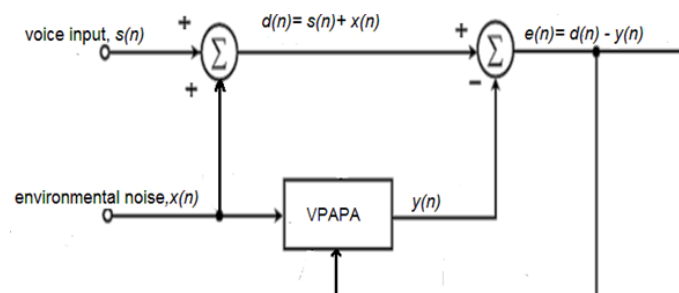 voice input, s(n)
+
d(n)= s(n)+ x(n)
+
e(n)= d(n) - y(n)
Σ
Σ
+
−
environmental noise,x(n)
VPAPA
y(n)